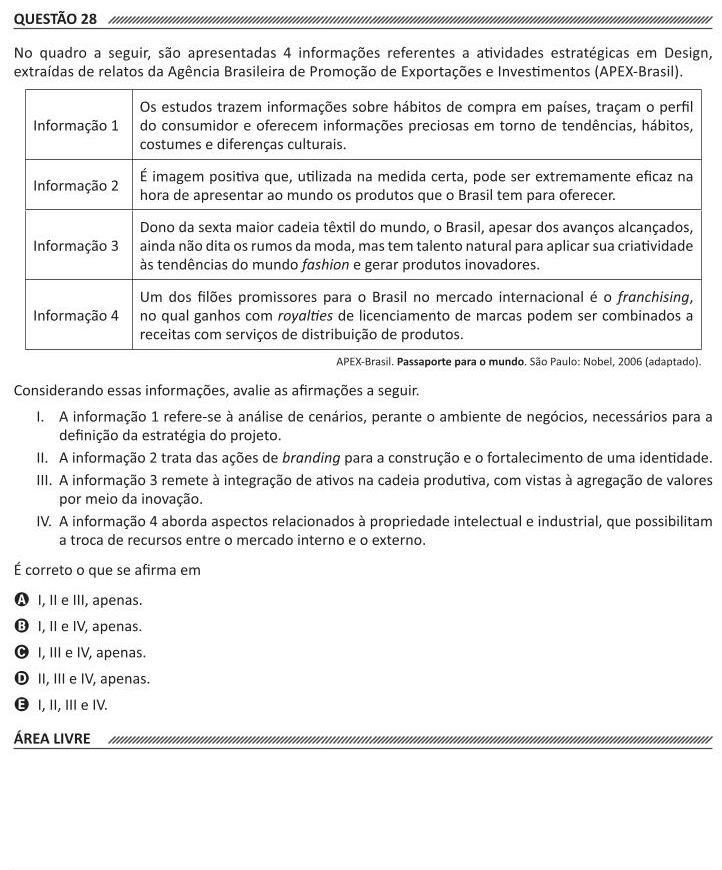 QUESTÃO 28
No quadro a seguir, são apresentadas 4 informações referentes a atividades estratégicas em Design,
extraídas de relatos da Agência Brasileira de Promoção de Exportações e Investimentos (APEX-Brasil).
Informação 1
Os estudos trazem informações sobre hábitos de compra em países, traçam o perfil
do consumidor e oferecem informações preciosas em torno de tendências, hábitos,
costumes e diferenças culturais.
Informação 2
É imagem positiva que, utilizada na medida certa, pode ser extremamente eficaz na
hora de apresentar ao mundo os produtos que o Brasil tem para oferecer.
Informação 3
Dono da sexta maior cadeia têxtil do mundo, o Brasil, apesar dos avanços alcançados,
ainda não dita os rumos da moda, mas tem talento natural para aplicar sua criatividade
às tendências do mundo fashion e gerar produtos inovadores.
Informação 4
Um dos filões promissores para o Brasil no mercado internacional é o franchising,
no qual ganhos com royalties de licenciamento de marcas podem ser combinados a
receitas com serviços de distribuição de produtos.
APEX-Brasil. Passaporte para o mundo. São Paulo: Nobel, 2006 (adaptado).
Considerando essas informações, avalie as afirmações a seguir.
I. A informação 1 refere-se à análise de cenários, perante o ambiente de negócios, necessários para a
definição da estratégia do projeto.
II. A informação 2 trata das ações de branding para a construção e o fortalecimento de uma identidade.
III. A informação 3 remete à integração de ativos na cadeia produtiva, com vistas à agregação de valores
por meio da inovação.
IV. A informação 4 aborda aspectos relacionados à propriedade intelectual e industrial, que possibilitam
a troca de recursos entre o mercado interno e o externo.
É correto o que se afirma em
A I, II e III, apenas.
B I, II e IV, apenas.
C I, III e IV, apenas.
D II, III e IV, apenas.
E I, II, III e IV.
ÁREA LIVRE